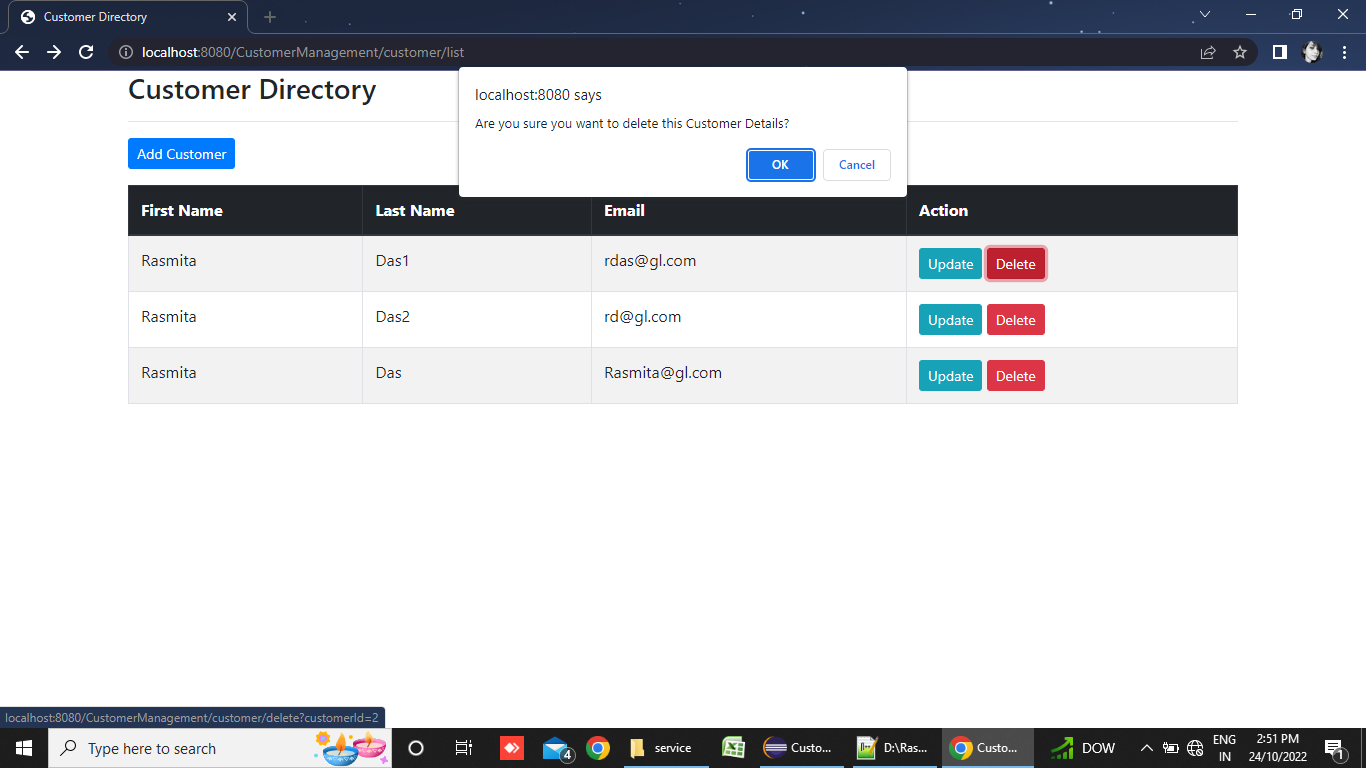 Customer Directory
localhost:8080/CustomerManagement/customer/list
Customer Directory
localhost:8080 says
Are you sure you want to delete this Customer Details?
OK Cancel
Add Customer
First Name Last Name Email Action
Rasmita Das1 rdas@gl.com Update Delete
Rasmita Das2 rd@gl.com Update Delete
Rasmita Das Rasmita@gl.com Update Delete
localhost:8080/CustomerManagement/customer/delete?customerId=2
Type here to search 4 service Custo... D:\Ras... Custo... DOW ENG 2:51 PM 1
IN 24/10/2022